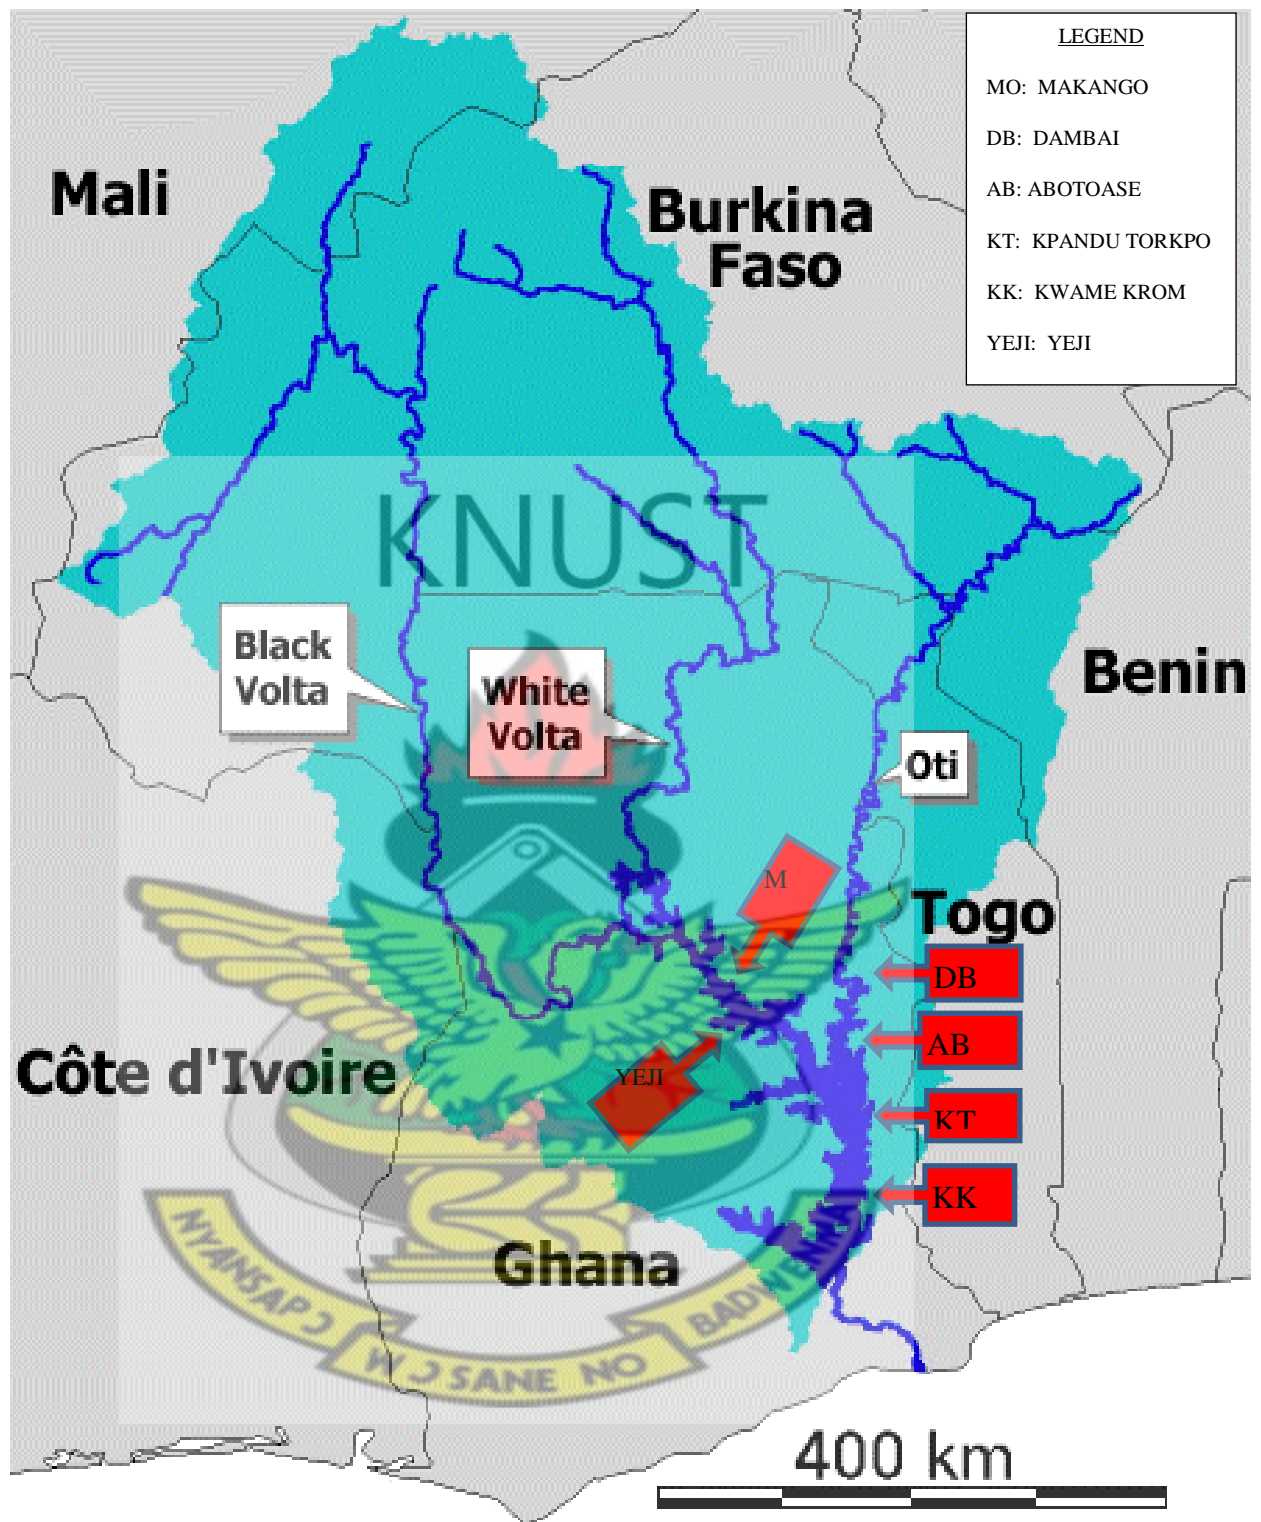 LEGEND
MO: MAKANGO
DB: DAMBAI
AB: ABOTOASE
KT: KPANDU TORKPO
KK: KWAME KROM
YEJI: YEJI
Mali
Burkina
Faso
KNUST
Black
Volta
White
Volta
Benin
Oti
M
Togo
DB
AB
Côte d'Ivoire
YEJI
KT
KK
Ghana
NYANSAPƆ
WƆSANE NO
BADWENMA
400 km